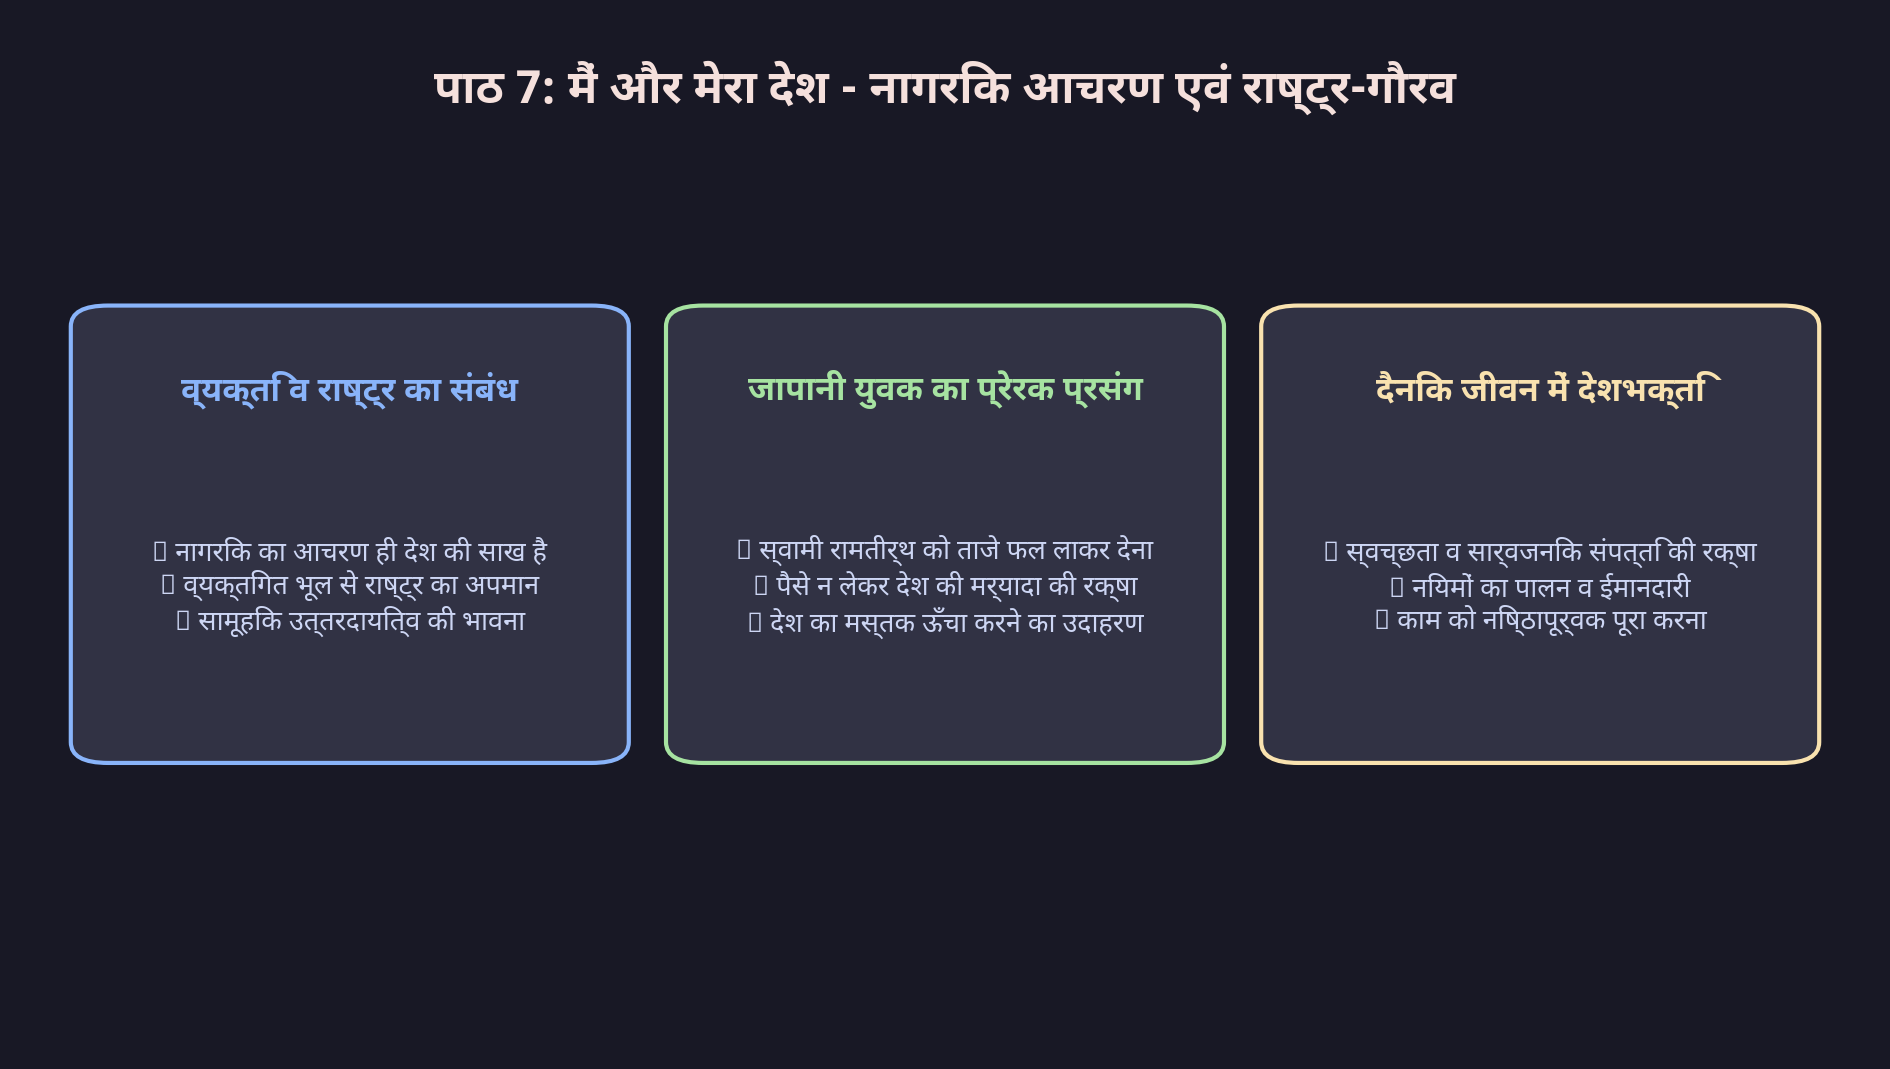 पाठ 7: मैं और मेरा देश - नागरिक आचरण एवं राष्ट्र-गौरव
व्यक्ति व राष्ट्र का संबंध
▯ नागरिक का आचरण ही देश की साख है
▯ व्यक्तिगत भूल से राष्ट्र का अपमान
▯ सामूहिक उत्तरदायित्व की भावना
जापानी युवक का प्रेरक प्रसंग
▯ स्वामी रामतीर्थ को ताजे फल लाकर देना
▯ पैसे न लेकर देश की मर्यादा की रक्षा
▯ देश का मस्तक ऊँचा करने का उदाहरण
दैनिक जीवन में देशभक्ति
▯ स्वच्छता व सार्वजनिक संपत्ति की रक्षा
▯ नियमों का पालन व ईमानदारी
▯ काम को निष्ठापूर्वक पूरा करना